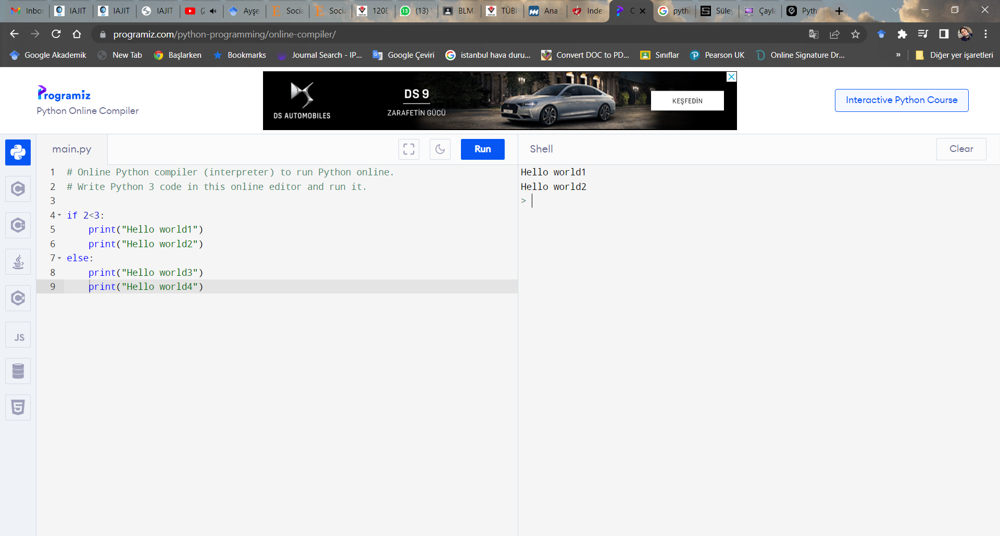 Inbo
IAJIT
IAJIT
IAJIT
(2
Ayşe
Socia
Socia
120E
(13)
BLM
TÜBİ
Ana
Inde
C
pyth
Süley
Çayla
Pyth
programiz.com/python-programming/online-compiler/
Google Akademik
New Tab
Başlarken
Bookmarks
Journal Search - IP...
Google Çeviri
istanbul hava duru...
Convert DOC to PD...
Sınıflar
Pearson UK
Online Signature Dr...
»
Diğer yer işaretleri
Programiz
Python Online Compiler
DS AUTOMOBILES
DS 9
ZARAFETİN GÜCÜ
KEŞFEDİN
Interactive Python Course
main.py
Run
Shell
Clear
1 # Online Python compiler (interpreter) to run Python online.
2 # Write Python 3 code in this online editor and run it.
3
4 if 2<3:
5 print("Hello world1")
6 print("Hello world2")
7 else:
8 print("Hello world3")
9 print("Hello world4")
Hello world1
Hello world2
>
JS